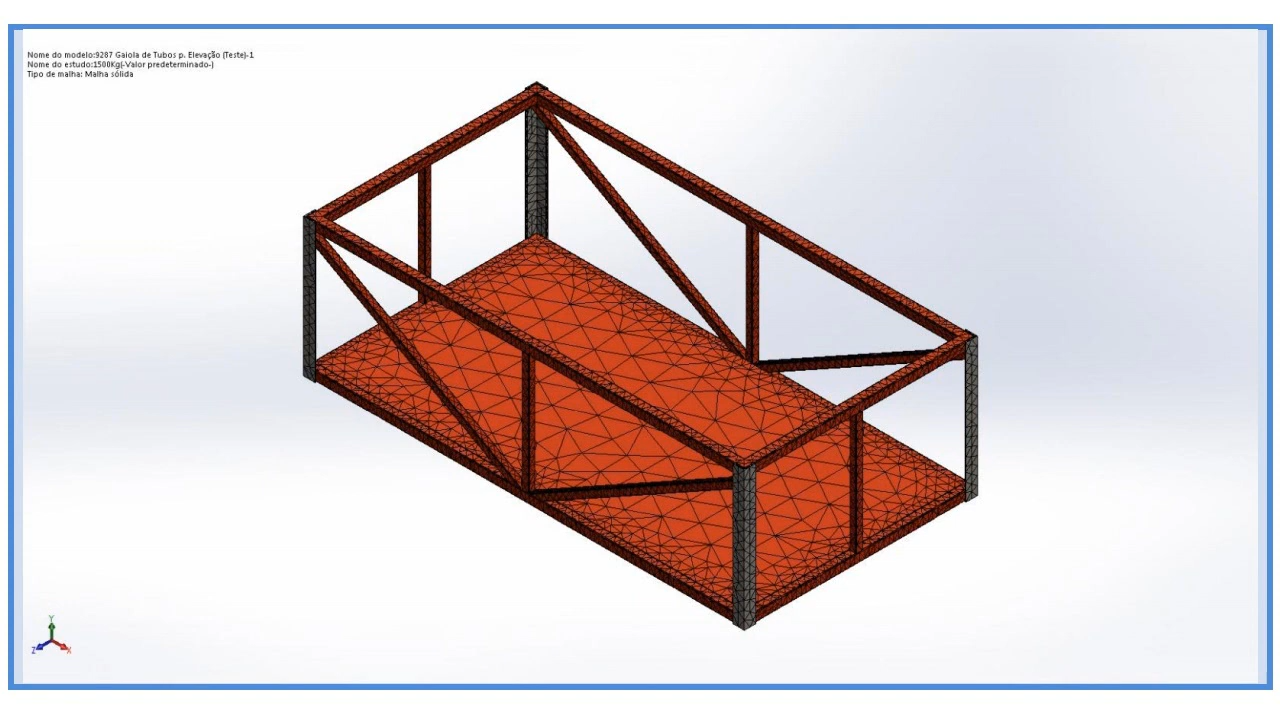 Nome do modelo:9287 Gaiola de Tubos p. Elevação (Teste)-1
Nome do estudo:1500Kg(-Valor predeterminado-)
Tipo de malha: Malha sólida
Y
Z
X